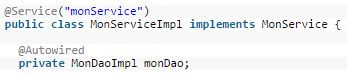 @Service("monService")
public class MonServiceImpl implements MonService {
@Autowired
private MonDaoImpl monDao;